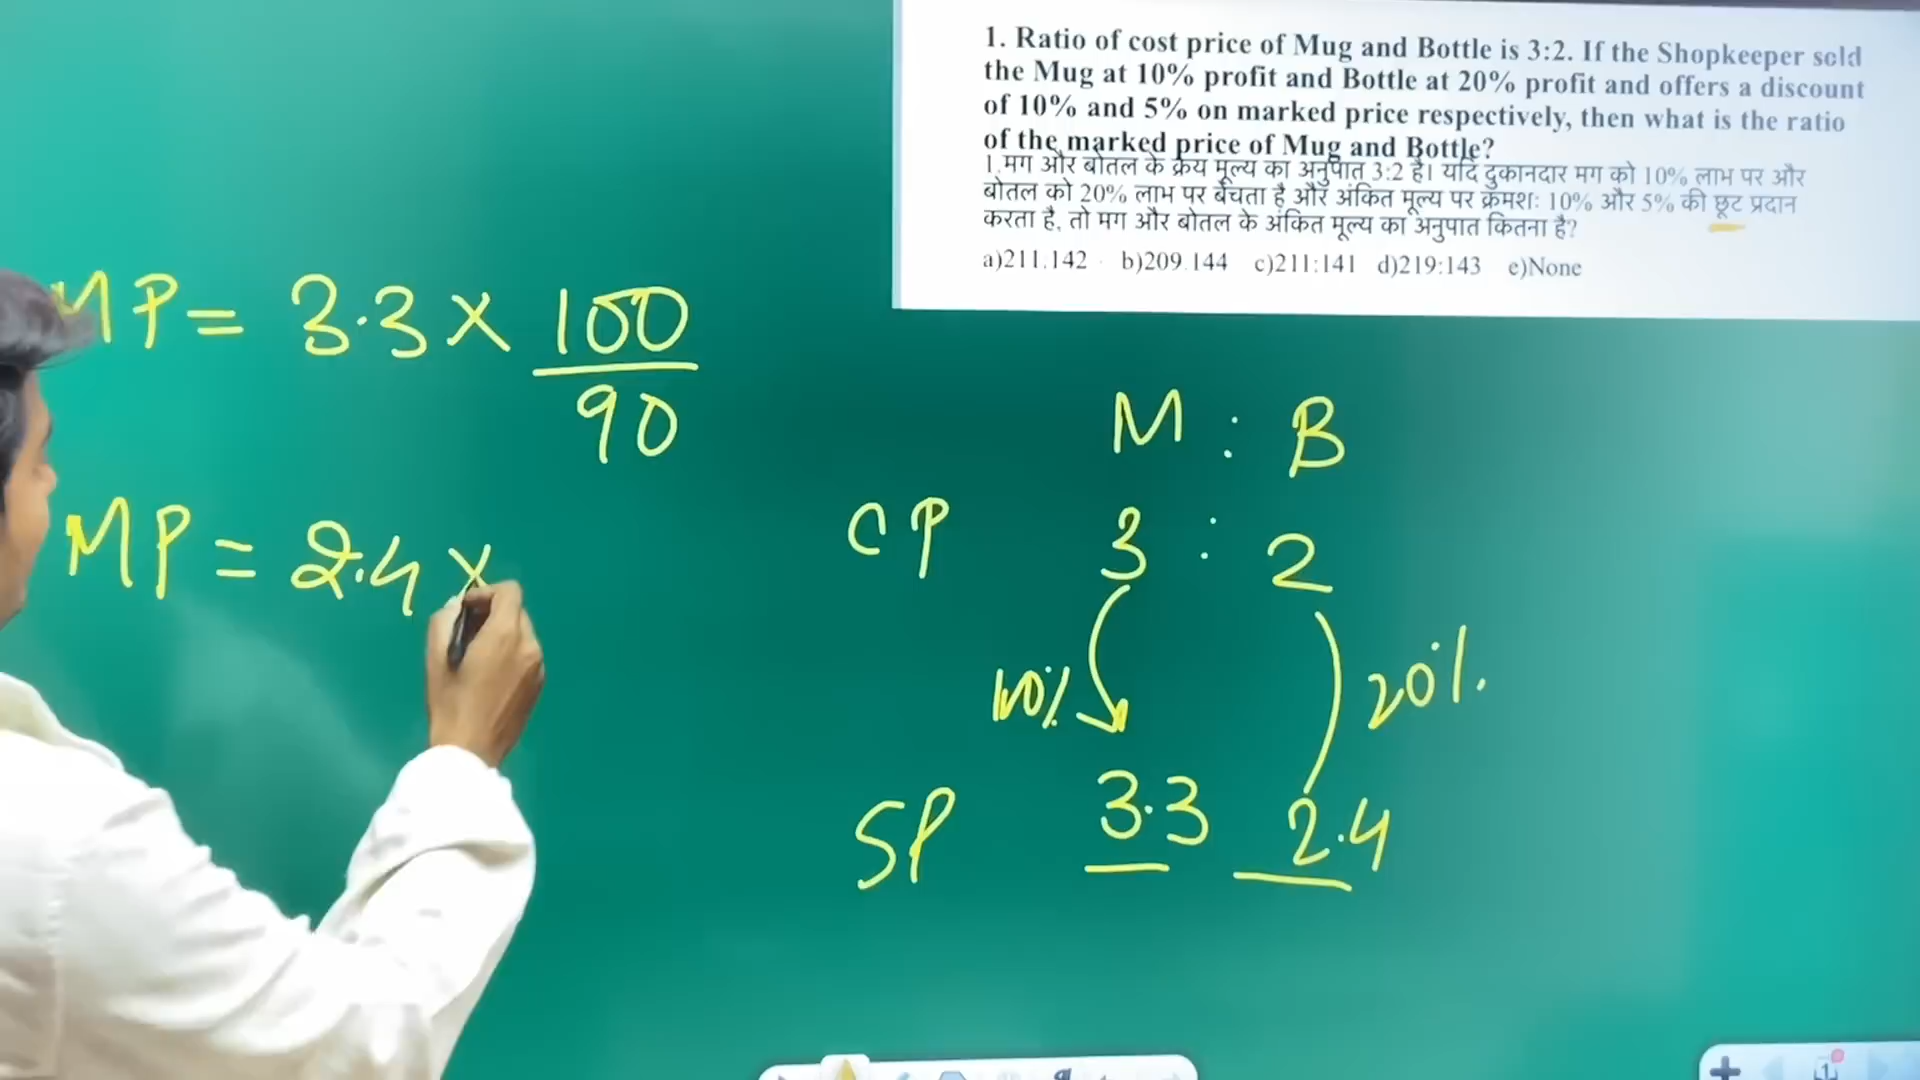 1. Ratio of cost price of Mug and Bottle is 3:2. If the Shopkeeper sold
the Mug at 10% profit and Bottle at 20% profit and offers a discount
of 10% and 5% on marked price respectively, then what is the ratio
of the marked price of Mug and Bottle?
1.मग और बोतल के क्रय मूल्य का अनुपात 3:2 है। यदि दुकानदार मग को 10% लाभ पर और
बोतल को 20% लाभ पर बेचता है और अंकित मूल्य पर क्रमशः 10% और 5% की छूट प्रदान
करता है, तो मग और बोतल के अंकित मूल्य का अनुपात कितना है?
a)211:142 b)209:144 c)211:141 d)219:143 e)None
MP = 3.3 × 100
90
MP = 2.4 ×
M : B
CP 3 : 2
10% 20%.
SP 3.3 2.4
1